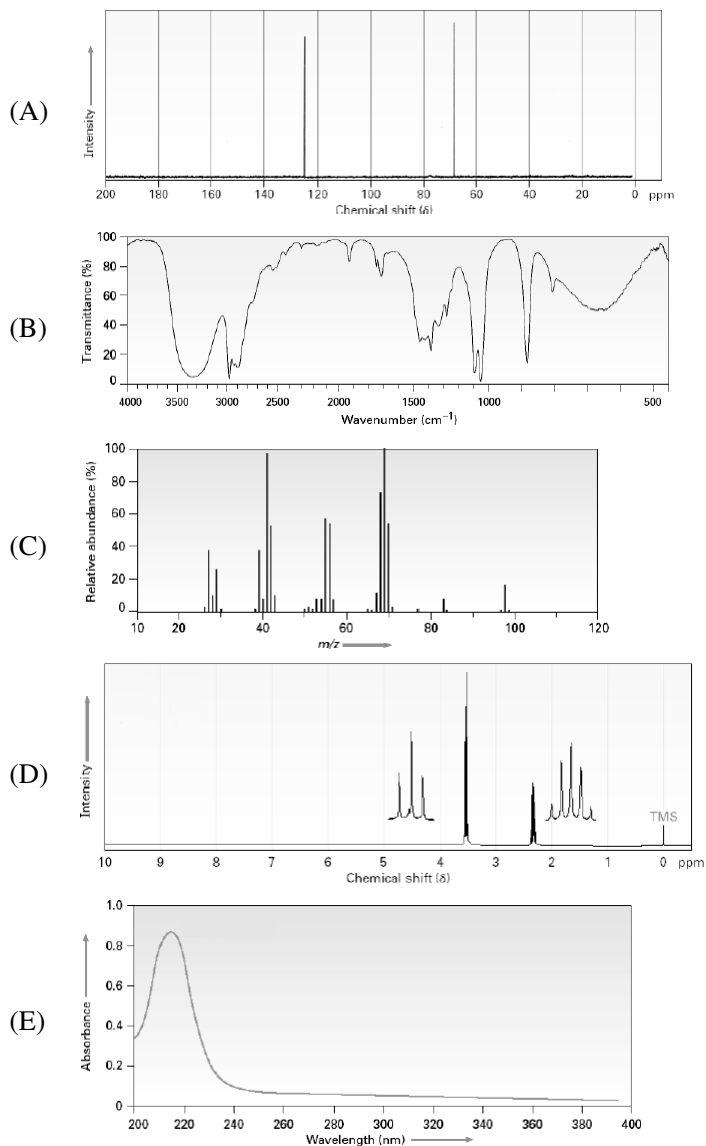 (A)
Intensity
200 180 160 140 120 100 80 60 40 20 0 ppm
Chemical shift (δ)
(B)
Transmittance (%)
100
80
60
40
20
0
4000 3500 3000 2500 2000 1500 1000 500
Wavenumber (cm⁻¹)
(C)
Relative abundance (%)
100
80
60
40
20
0
10 20 40 60 80 100 120
m/z
(D)
Intensity
TMS
10 9 8 7 6 5 4 3 2 1 0 ppm
Chemical shift (δ)
(E)
Absorbance
1.0
0.8
0.6
0.4
0.2
0
200 220 240 260 280 300 320 340 360 380 400
Wavelength (nm)